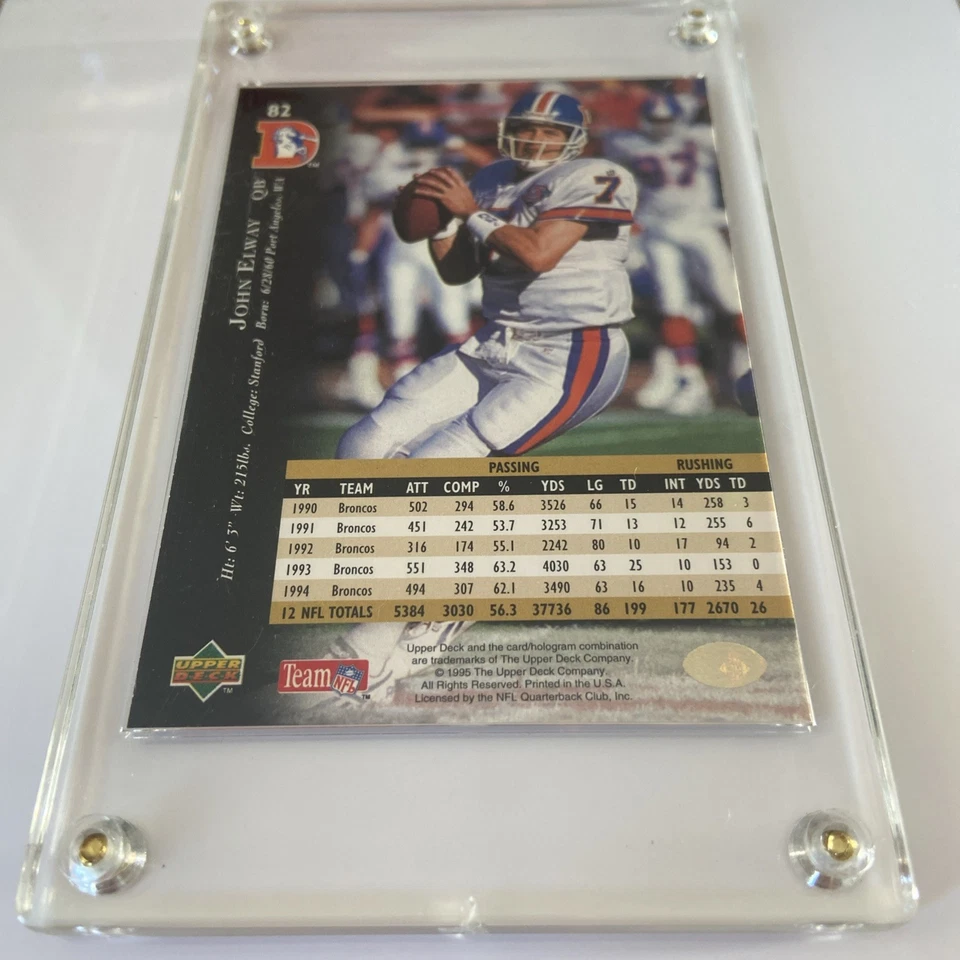 82
D
TM
JOHN ELWAY QB
Ht: 6' 3" Wt: 215lbs. College: Stanford Born: 6/28/60 Port Angeles, WA
7
PASSING RUSHING
YR TEAM ATT COMP % YDS LG TD INT YDS TD
1990 Broncos 502 294 58.6 3526 66 15 14 258 3
1991 Broncos 451 242 53.7 3253 71 13 12 255 6
1992 Broncos 316 174 55.1 2242 80 10 17 94 2
1993 Broncos 551 348 63.2 4030 63 25 10 153 0
1994 Broncos 494 307 62.1 3490 63 16 10 235 4
12 NFL TOTALS 5384 3030 56.3 37736 86 199 177 2670 26
UPPER
DECK
TM
Team NFL TM
Upper Deck and the card/hologram combination
are trademarks of The Upper Deck Company.
© 1995 The Upper Deck Company.
All Rights Reserved. Printed in the U.S.A.
Licensed by the NFL Quarterback Club, Inc.